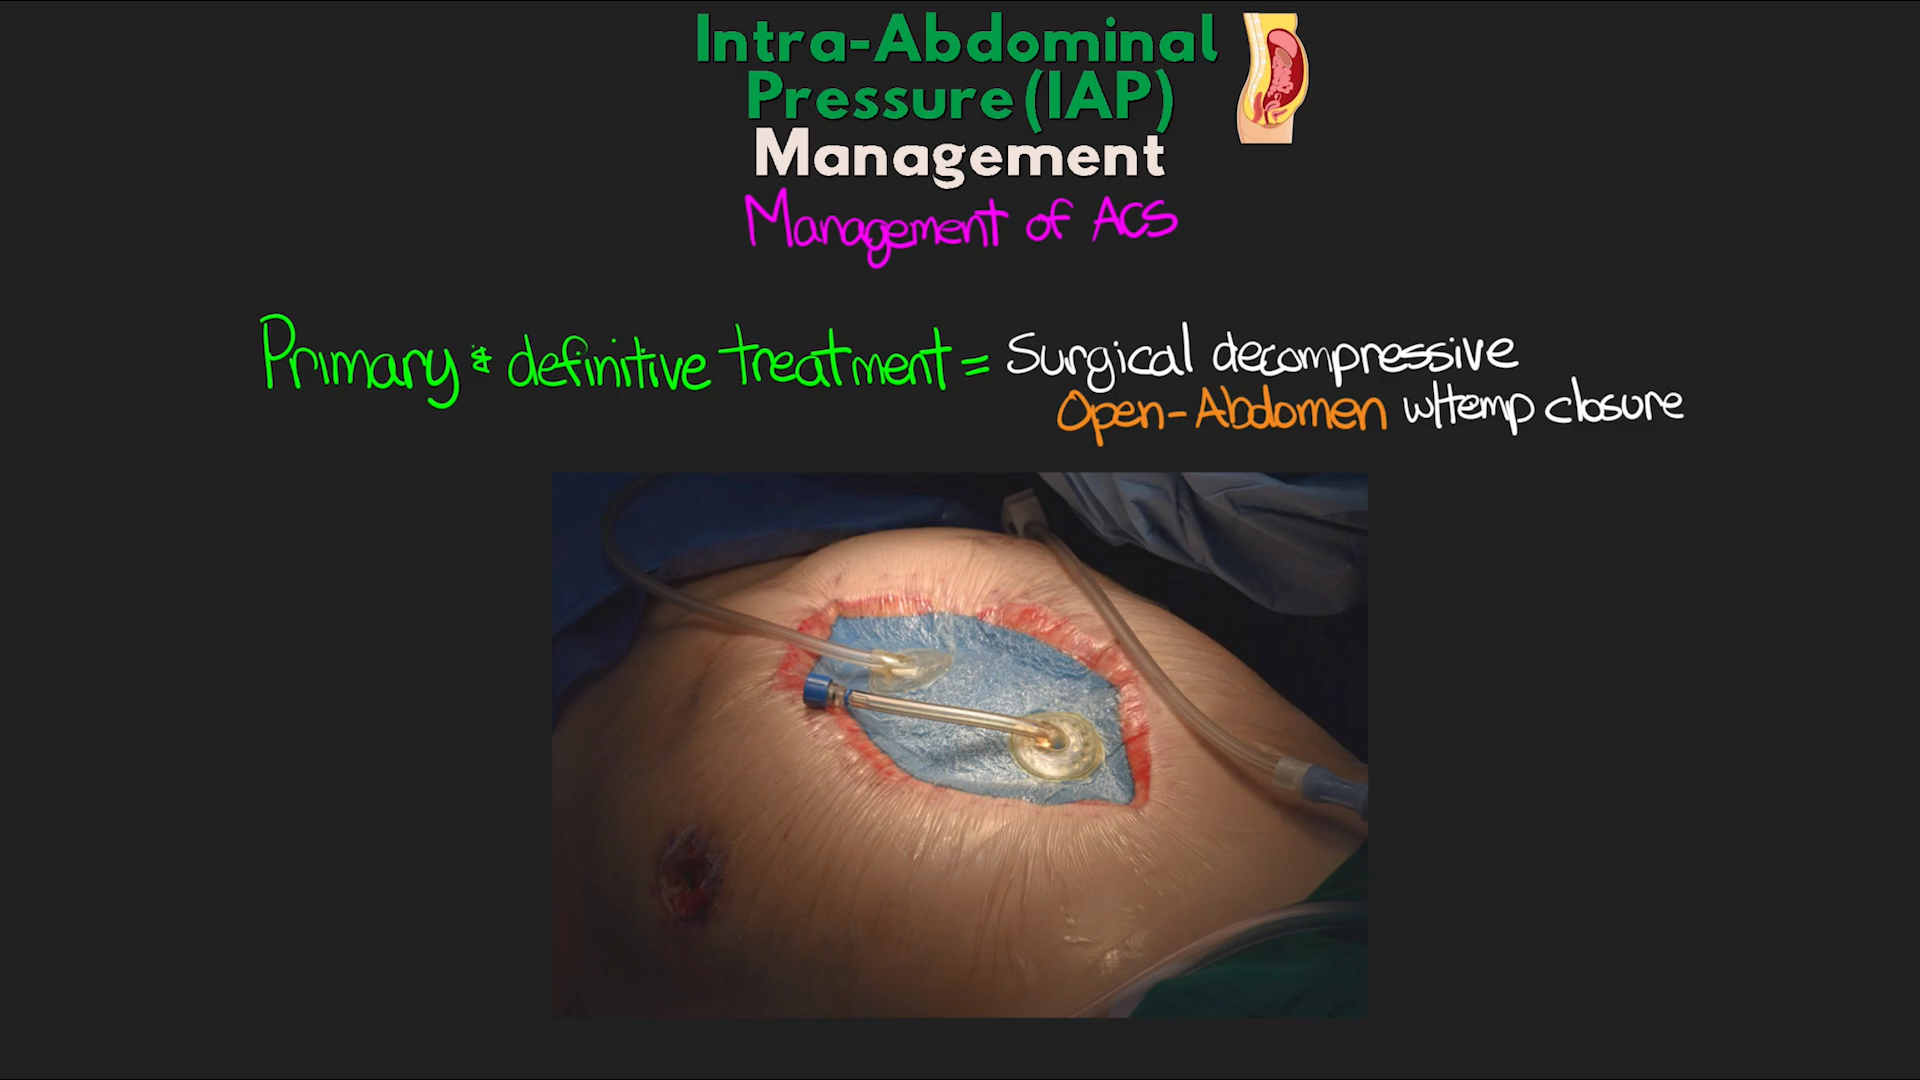 Intra-Abdominal
Pressure (IAP)
Management
Management of ACS
Primary & definitive treatment = Surgical decompressive
Open-Abdomen w/temp closure